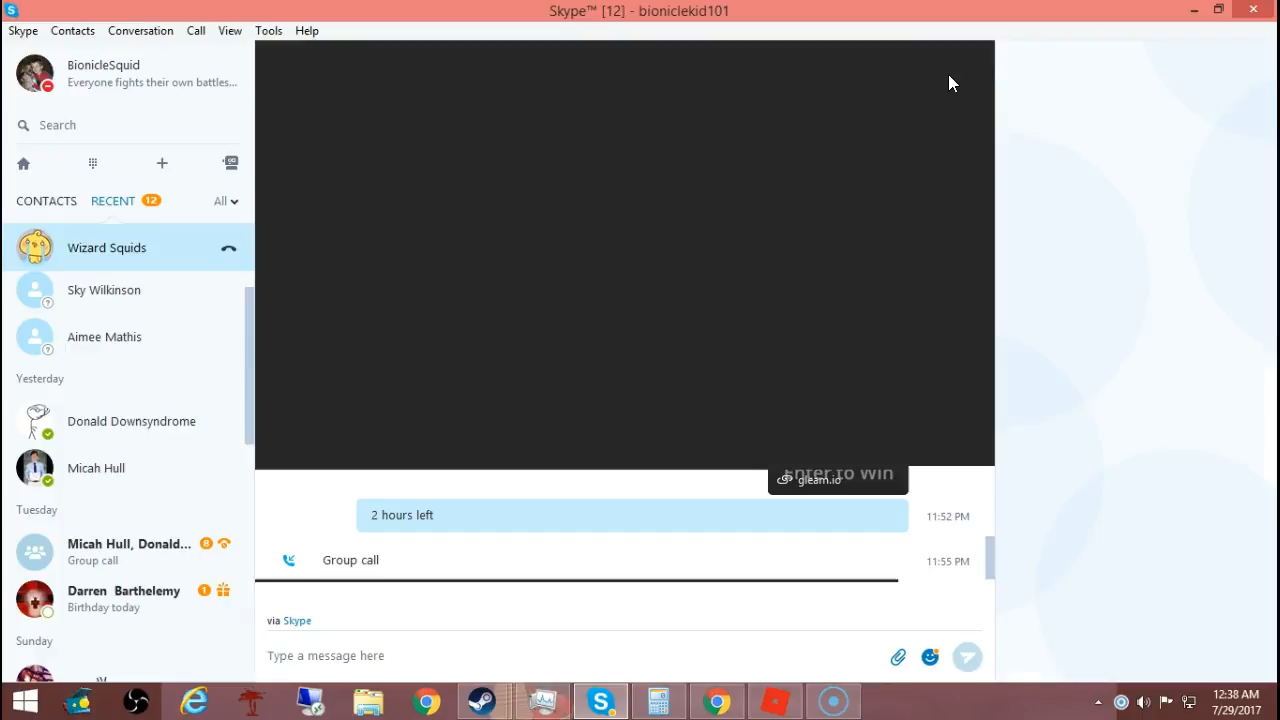 Skype™ [12] - bioniclekid101
Skype Contacts Conversation Call View Tools Help
BionicleSquid
Everyone fights their own battles...
Search
CONTACTS RECENT 12 All
Wizard Squids
Sky Wilkinson
Aimee Mathis
Yesterday
Donald Downsyndrome
Micah Hull
Tuesday
Micah Hull, Donald... 8
Group call
Darren Barthelemy 1
Birthday today
Sunday
Enter to Win
gleam.io
2 hours left 11:52 PM
Group call 11:55 PM
via Skype
Type a message here
12:38 AM
7/29/2017